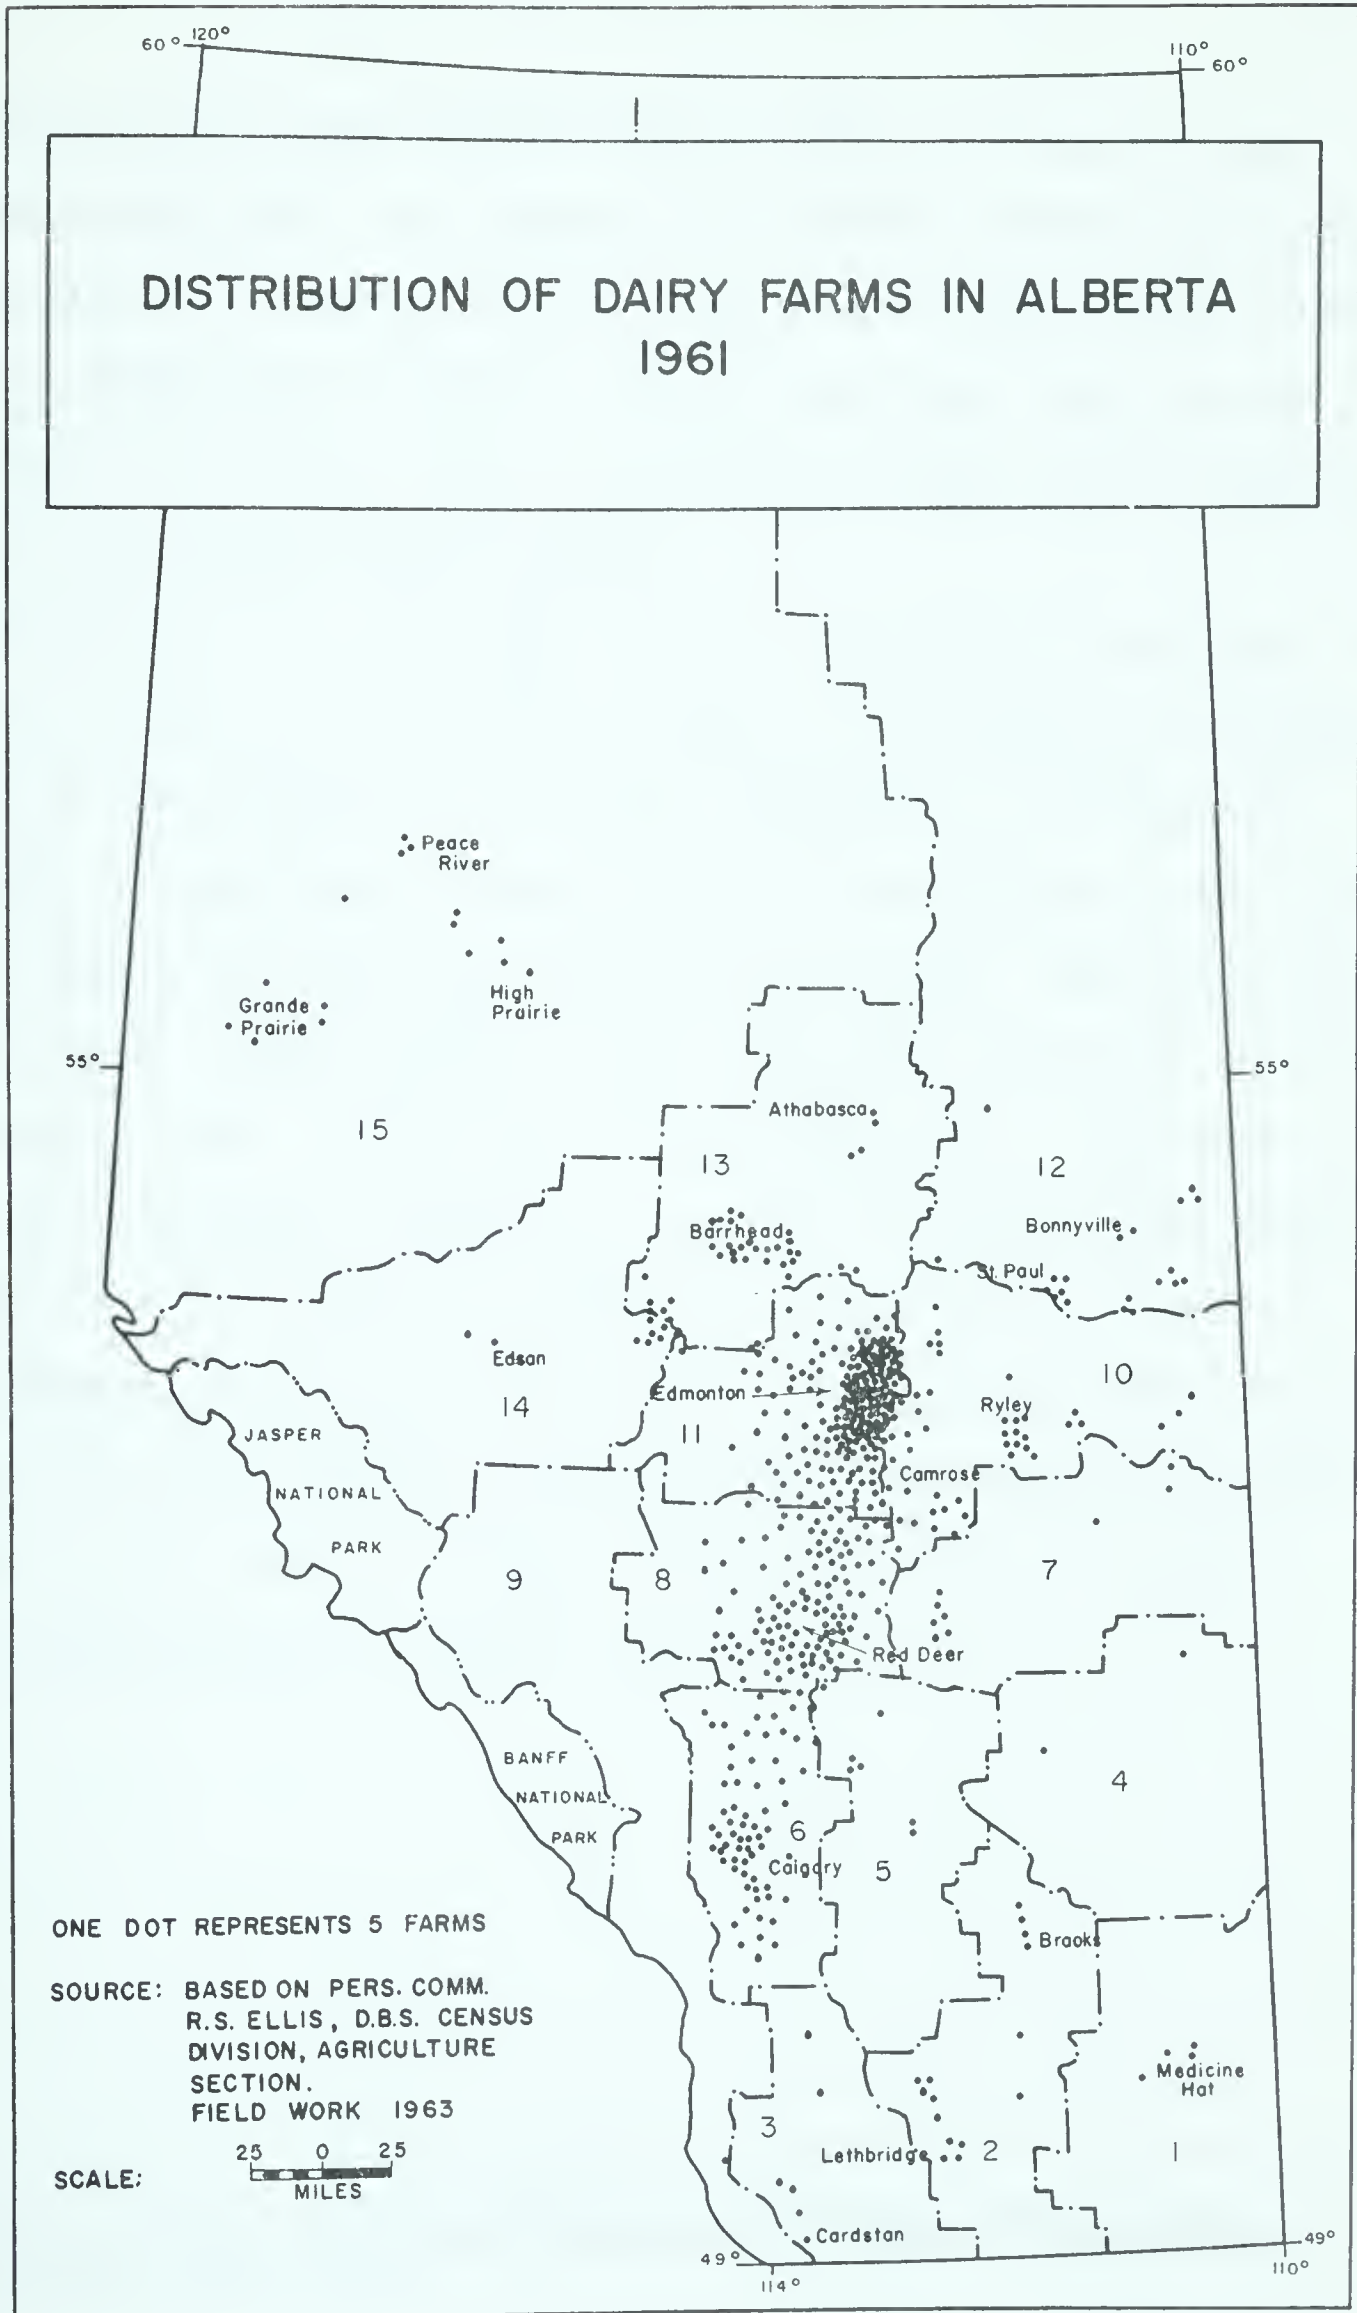 60° 120°
110° 60°
DISTRIBUTION OF DAIRY FARMS IN ALBERTA
1961
Peace
River
Grande
Prairie
High
Prairie
55°
55°
15
Athabasca
13
12
Barrhead
Bonnyville
St. Paul
Edson
14
Edmonton
11
10
Ryley
JASPER
NATIONAL
PARK
Camrose
9
8
7
Red Deer
BANFF
NATIONAL
PARK
4
6
Calgary
5
ONE DOT REPRESENTS 5 FARMS
Brooks
SOURCE: BASED ON PERS. COMM.
R.S. ELLIS, D.B.S. CENSUS
DIVISION, AGRICULTURE
SECTION.
FIELD WORK 1963
Medicine
Hat
3
Lethbridge
2
1
SCALE:
25 0 25
MILES
Cardston
49°
49°
114°
110°